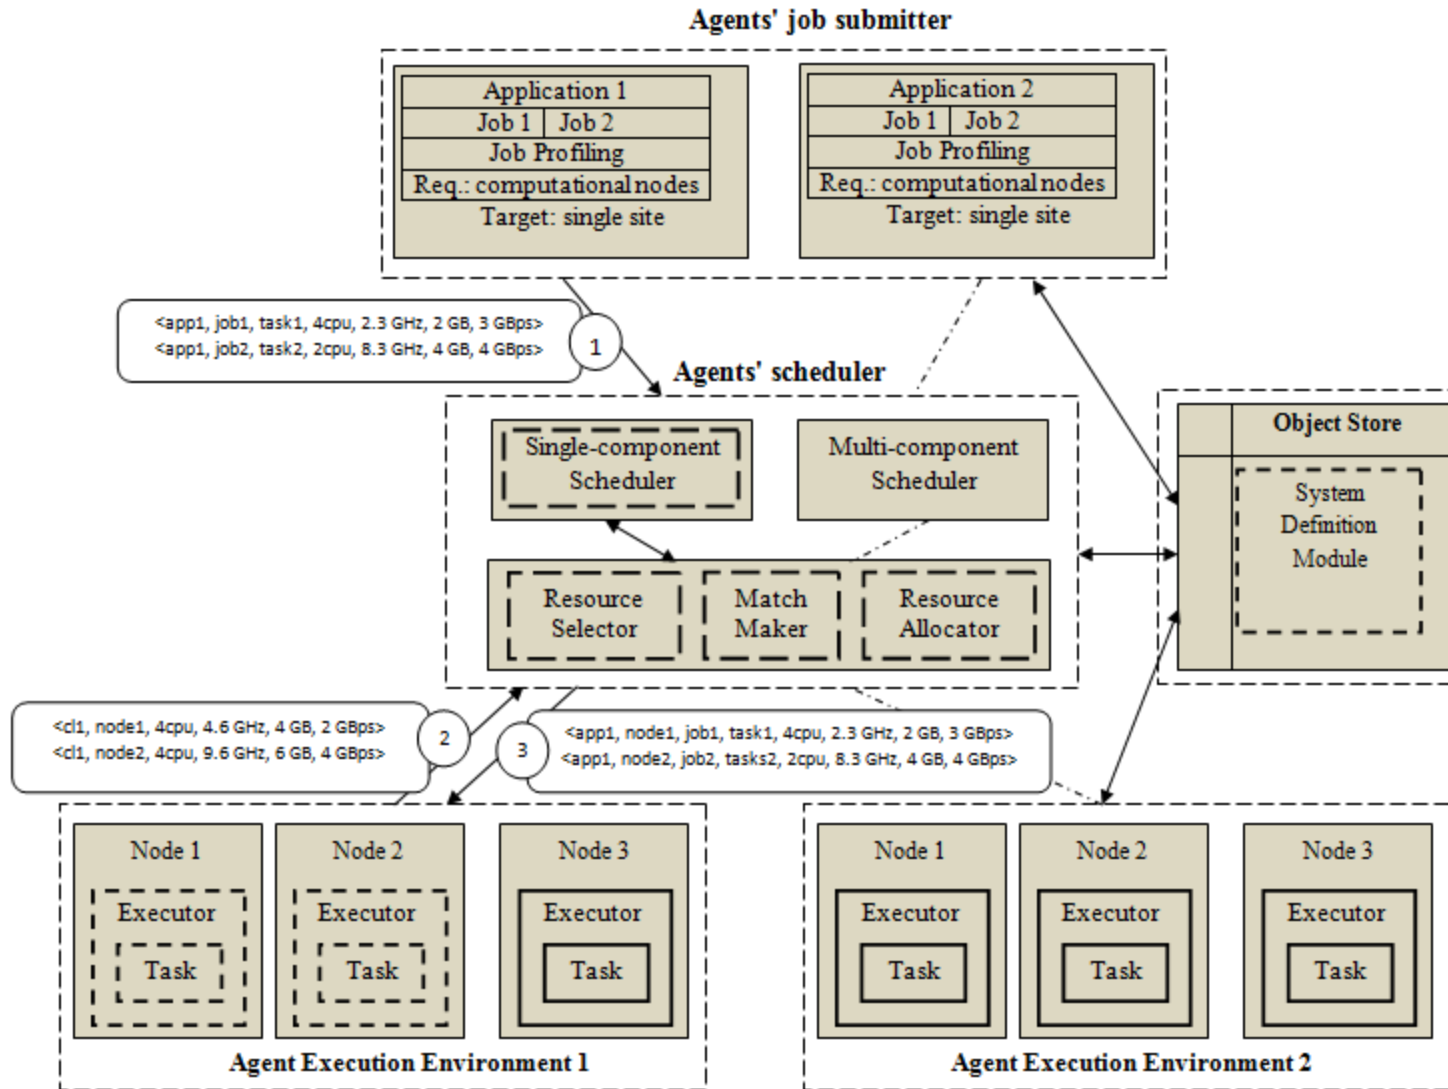 Agents' job submitter
Application 1
Job 1 Job 2
Job Profiling
Req.: computational nodes
Target: single site
Application 2
Job 1 Job 2
Job Profiling
Req.: computational nodes
Target: single site
<app1, job1, task1, 4cpu, 2.3 GHz, 2 GB, 3 GBps>
<app1, job2, task2, 2cpu, 8.3 GHz, 4 GB, 4 GBps>
1
Agents' scheduler
Single-component
Scheduler
Multi-component
Scheduler
Resource
Selector
Match
Maker
Resource
Allocator
Object Store
System
Definition
Module
<cl1, node1, 4cpu, 4.6 GHz, 4 GB, 2 GBps>
<cl1, node2, 4cpu, 9.6 GHz, 6 GB, 4 GBps>
2
3
<app1, node1, job1, task1, 4cpu, 2.3 GHz, 2 GB, 3 GBps>
<app1, node2, job2, tasks2, 2cpu, 8.3 GHz, 4 GB, 4 GBps>
Node 1
Executor
Task
Node 2
Executor
Task
Node 3
Executor
Task
Agent Execution Environment 1
Node 1
Executor
Task
Node 2
Executor
Task
Node 3
Executor
Task
Agent Execution Environment 2